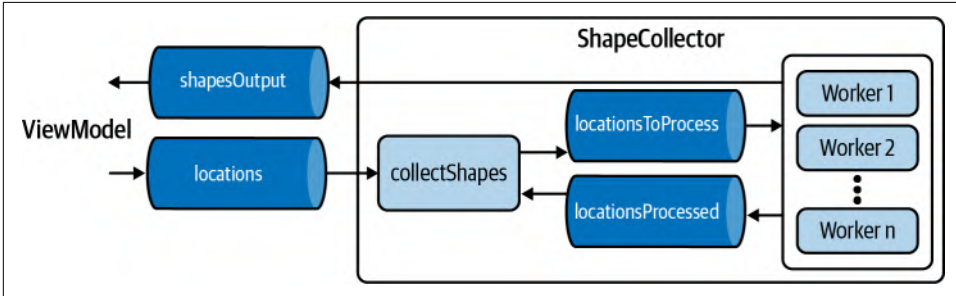 ShapeCollector
shapesOutput
Worker 1
ViewModel
locationsToProcess
Worker 2
locations
collectShapes
locationsProcessed
Worker n